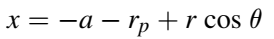 x = −a − r_p + r cos θ